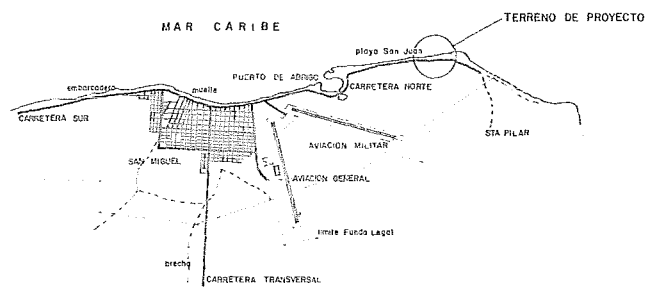 MAR CARIBE
TERRENO DE PROYECTO
playa San Juan
PUERTO DE ABRIGO
CARRETERA NORTE
embarcadero
muelle
CARRETERA SUR
STA PILAR
AVIACION MILITAR
SAN MIGUEL
AVIACION GENERAL
limite Fundo Legal
brecha
CARRETERA TRANSVERSAL